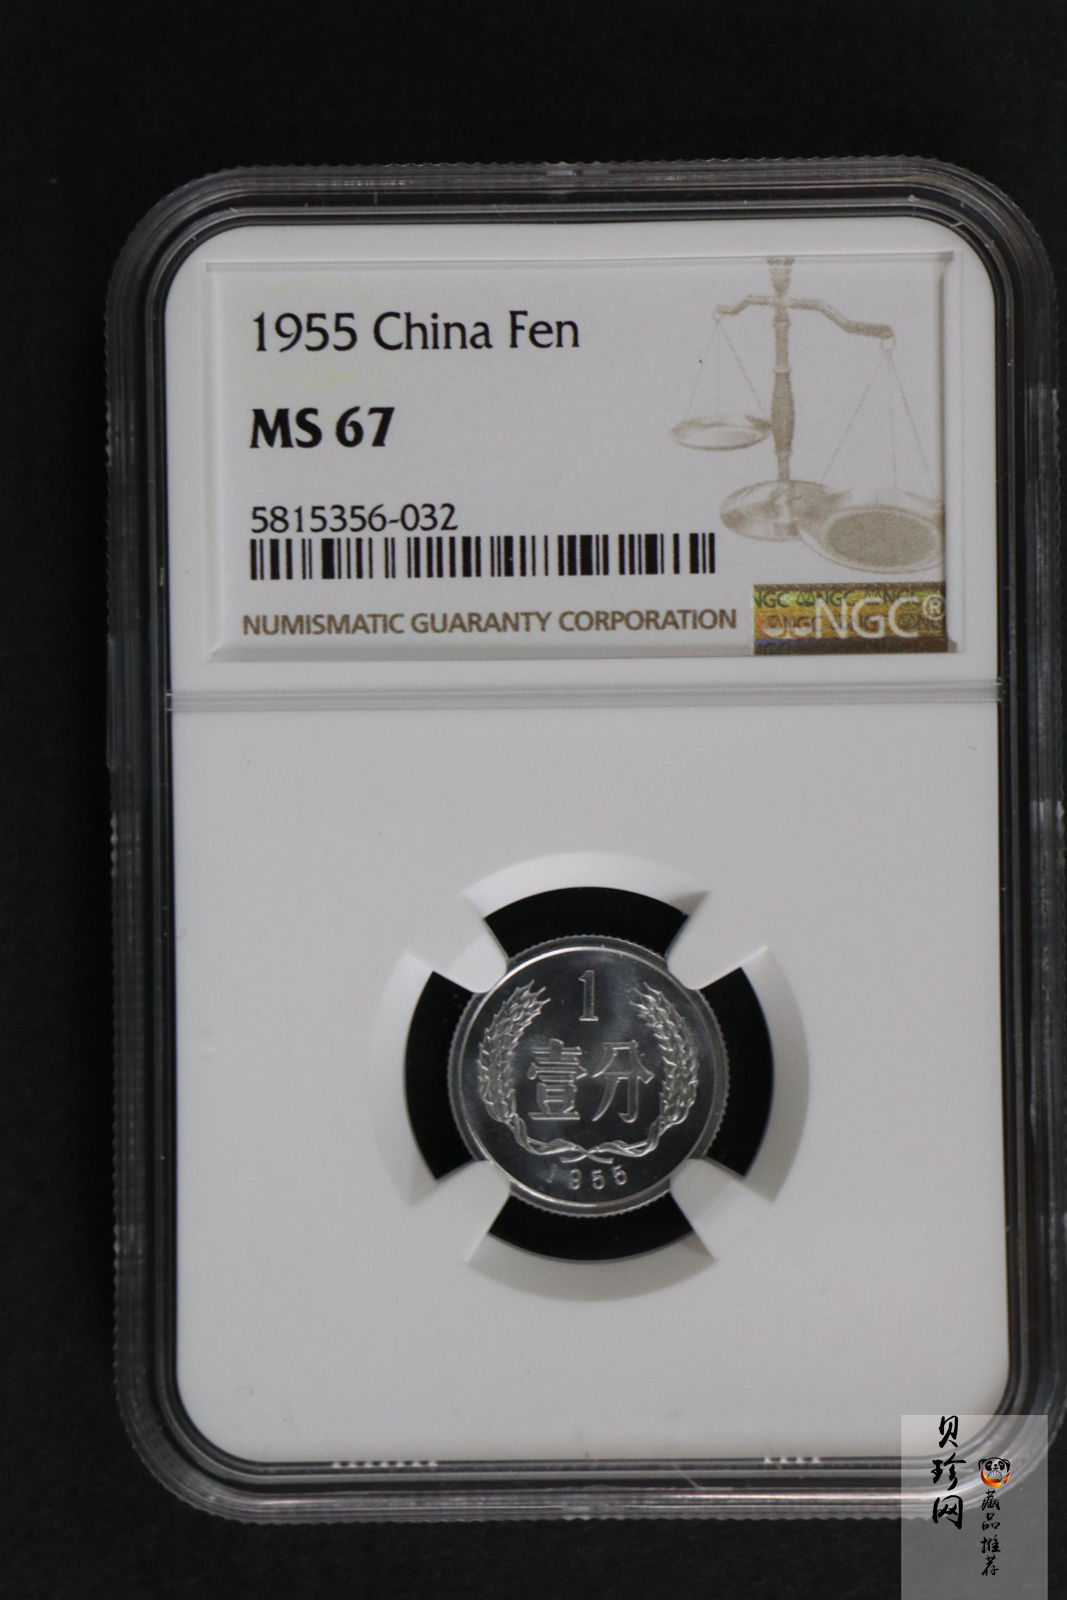 1955 China Fen
MS 67
5815356-032
NUMISMATIC GUARANTY CORPORATION
NGC®
1
壹分
1955
贝珍网
藏品推荐